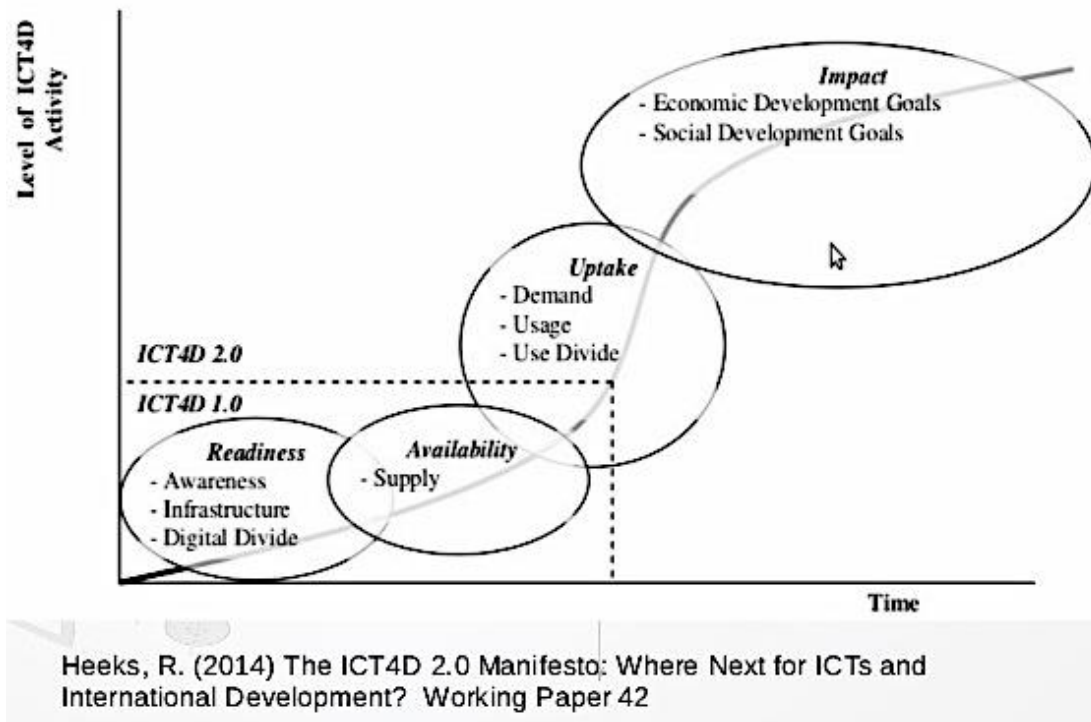 Level of ICT4D
Activity
Impact
- Economic Development Goals
- Social Development Goals
Uptake
- Demand
- Usage
- Use Divide
ICT4D 2.0
ICT4D 1.0
Readiness
- Awareness
- Infrastructure
- Digital Divide
Availability
- Supply
Time
Heeks, R. (2014) The ICT4D 2.0 Manifesto: Where Next for ICTs and
International Development? Working Paper 42